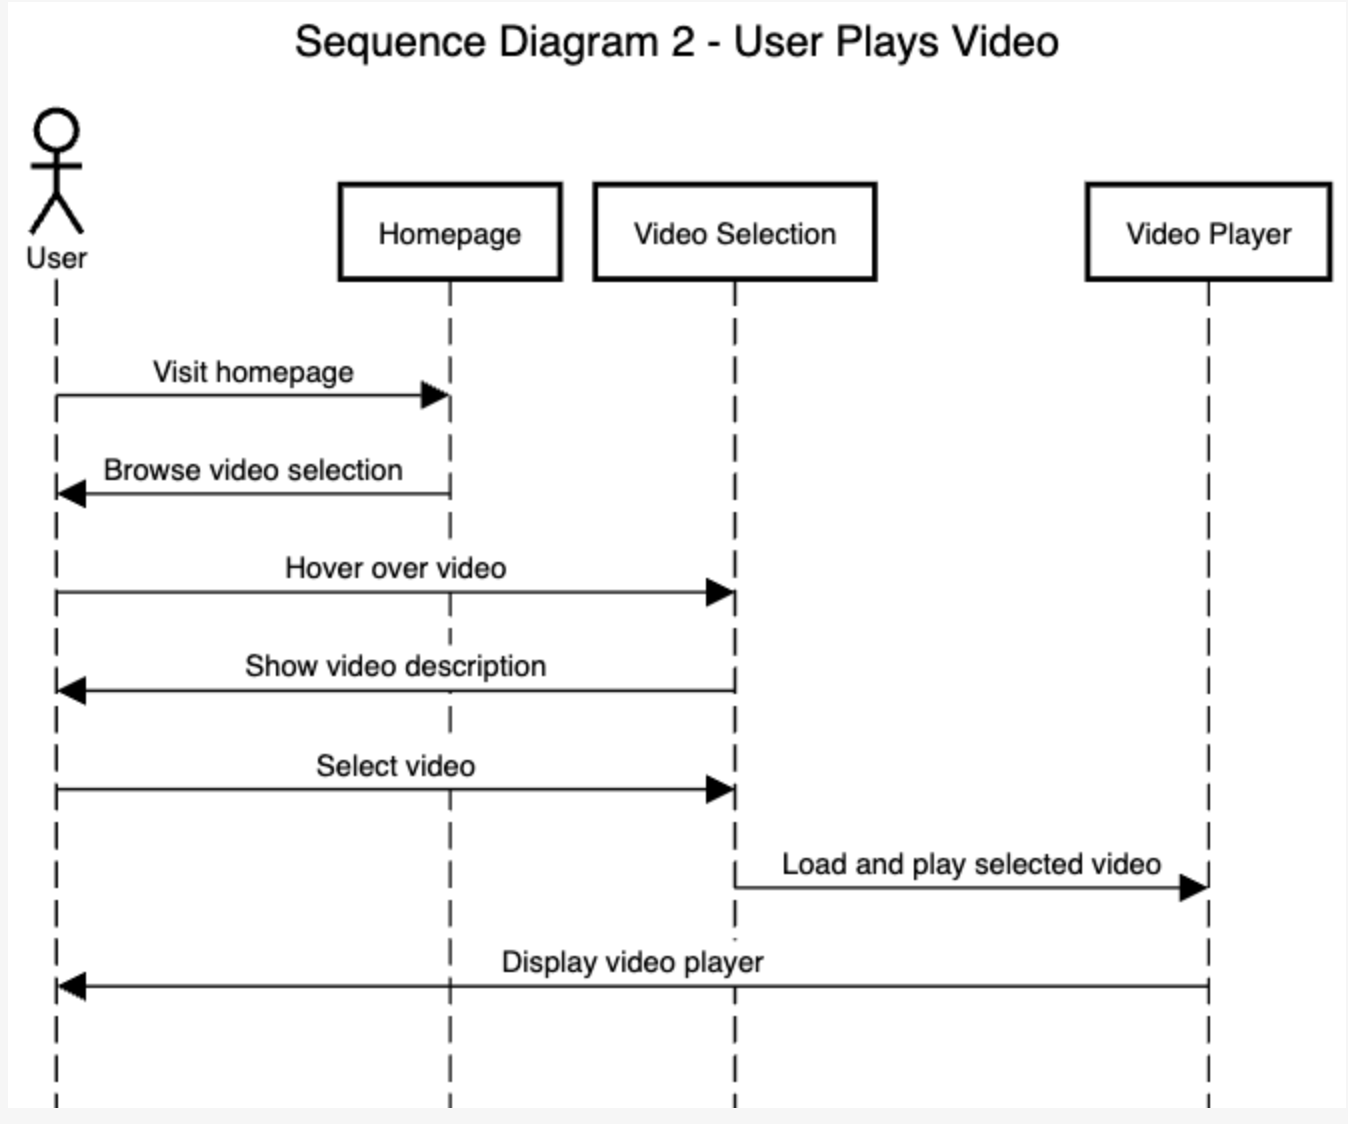 Sequence Diagram 2 - User Plays Video
User
Homepage
Video Selection
Video Player
Visit homepage
Browse video selection
Hover over video
Show video description
Select video
Load and play selected video
Display video player